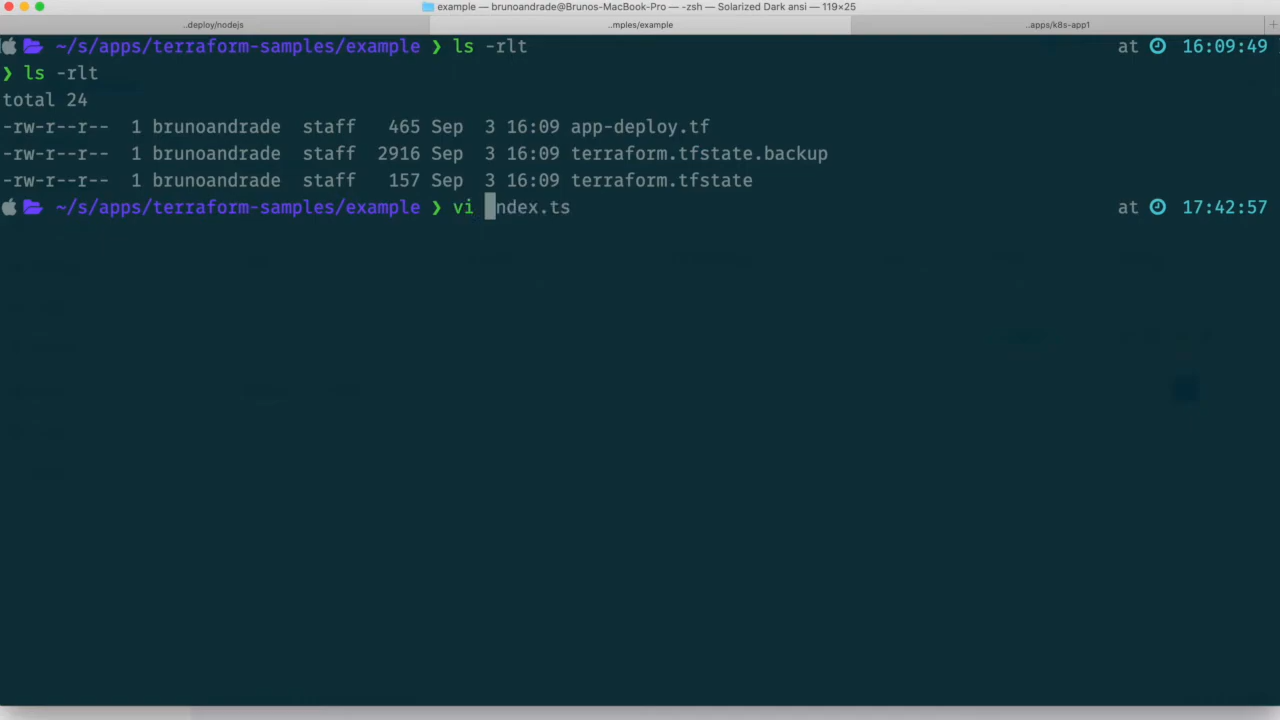 example — brunoandrade@Brunos-MacBook-Pro — -zsh — Solarized Dark ansi — 119×25
..deploy/nodejs ..mples/example ..apps/k8s-app1
~/s/apps/terraform-samples/example ❯ ls -rlt at 16:09:49
❯ ls -rlt
total 24
-rw-r--r-- 1 brunoandrade staff 465 Sep 3 16:09 app-deploy.tf
-rw-r--r-- 1 brunoandrade staff 2916 Sep 3 16:09 terraform.tfstate.backup
-rw-r--r-- 1 brunoandrade staff 157 Sep 3 16:09 terraform.tfstate
~/s/apps/terraform-samples/example ❯ vi ndex.ts at 17:42:57